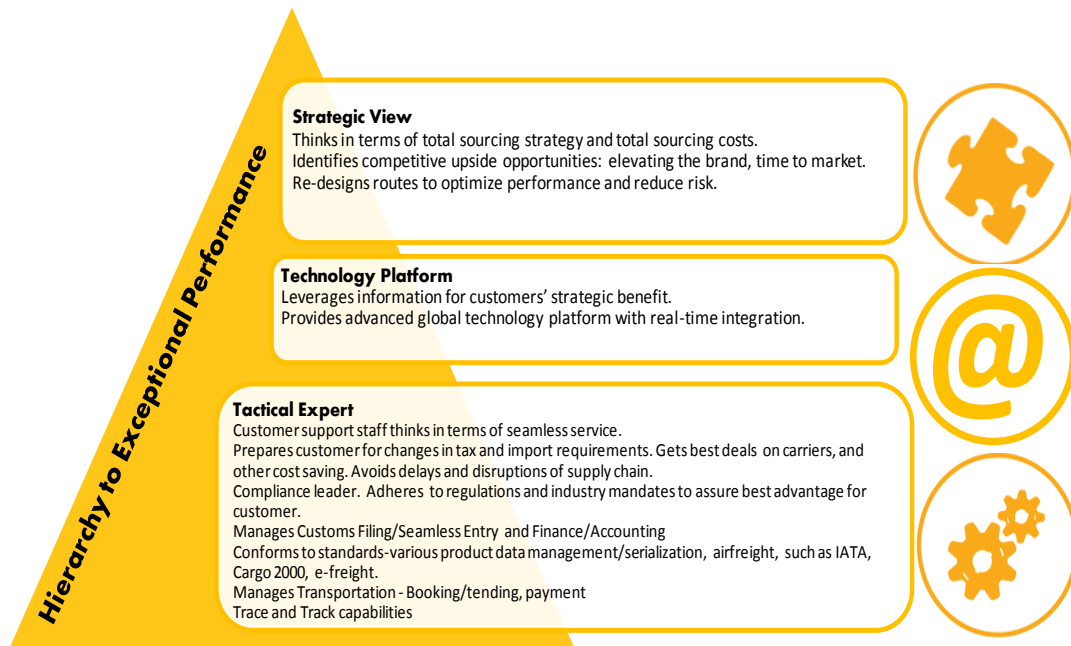 Hierarchy to Exceptional Performance
Strategic View
Thinks in terms of total sourcing strategy and total sourcing costs.
Identifies competitive upside opportunities: elevating the brand, time to market.
Re-designs routes to optimize performance and reduce risk.
Technology Platform
Leverages information for customers’ strategic benefit.
Provides advanced global technology platform with real-time integration.
@
Tactical Expert
Customer support staff thinks in terms of seamless service.
Prepares customer for changes in tax and import requirements. Gets best deals on carriers, and
other cost saving. Avoids delays and disruptions of supply chain.
Compliance leader. Adheres to regulations and industry mandates to assure best advantage for
customer.
Manages Customs Filing/Seamless Entry and Finance/Accounting
Conforms to standards-various product data management/serialization, airfreight, such as IATA,
Cargo 2000, e-freight.
Manages Transportation - Booking/tending, payment
Trace and Track capabilities